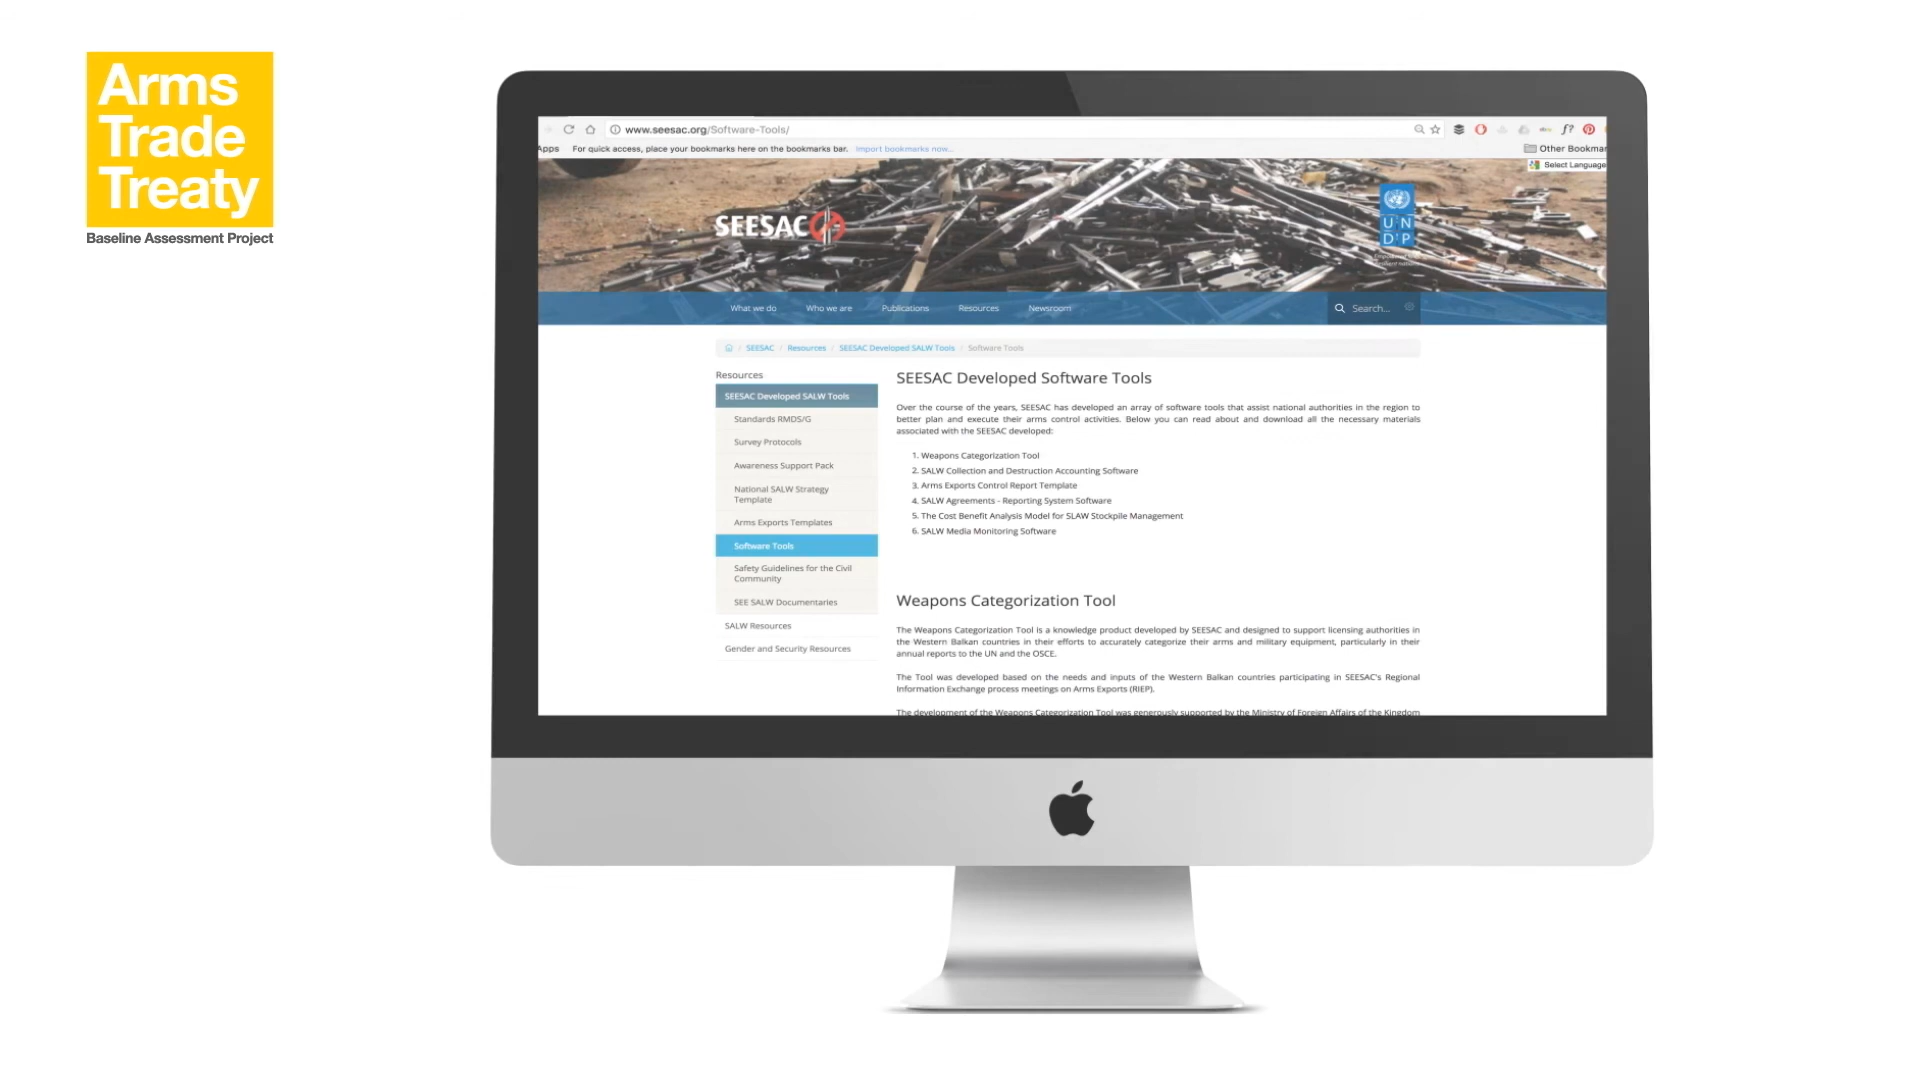 Arms
Trade
Treaty
Baseline Assessment Project
www.seesac.org/Software-Tools/
Apps For quick access, place your bookmarks here on the bookmarks bar. Import bookmarks now...
Other Bookmar
Select Language
SEESAC
UN
DP
What we do Who we are Publications Resources Newsroom Search...
/ SEESAC / Resources / SEESAC Developed SALW Tools / Software Tools
Resources
SEESAC Developed SALW Tools
Standards RMDS/G
Survey Protocols
Awareness Support Pack
National SALW Strategy
Template
Arms Exports Templates
Software Tools
Safety Guidelines for the Civil
Community
SEE SALW Documentaries
SALW Resources
Gender and Security Resources
SEESAC Developed Software Tools
Over the course of the years, SEESAC has developed an array of software tools that assist national authorities in the region to
better plan and execute their arms control activities. Below you can read about and download all the necessary materials
associated with the SEESAC developed:
1. Weapons Categorization Tool
2. SALW Collection and Destruction Accounting Software
3. Arms Exports Control Report Template
4. SALW Agreements - Reporting System Software
5. The Cost Benefit Analysis Model for SLAW Stockpile Management
6. SALW Media Monitoring Software
Weapons Categorization Tool
The Weapons Categorization Tool is a knowledge product developed by SEESAC and designed to support licensing authorities in
the Western Balkan countries in their efforts to accurately categorize their arms and military equipment, particularly in their
annual reports to the UN and the OSCE.
The Tool was developed based on the needs and inputs of the Western Balkan countries participating in SEESAC's Regional
Information Exchange process meetings on Arms Exports (RIEP).
The development of the Weapons Categorization Tool was generously supported by the Ministry of Foreign Affairs of the Kingdom